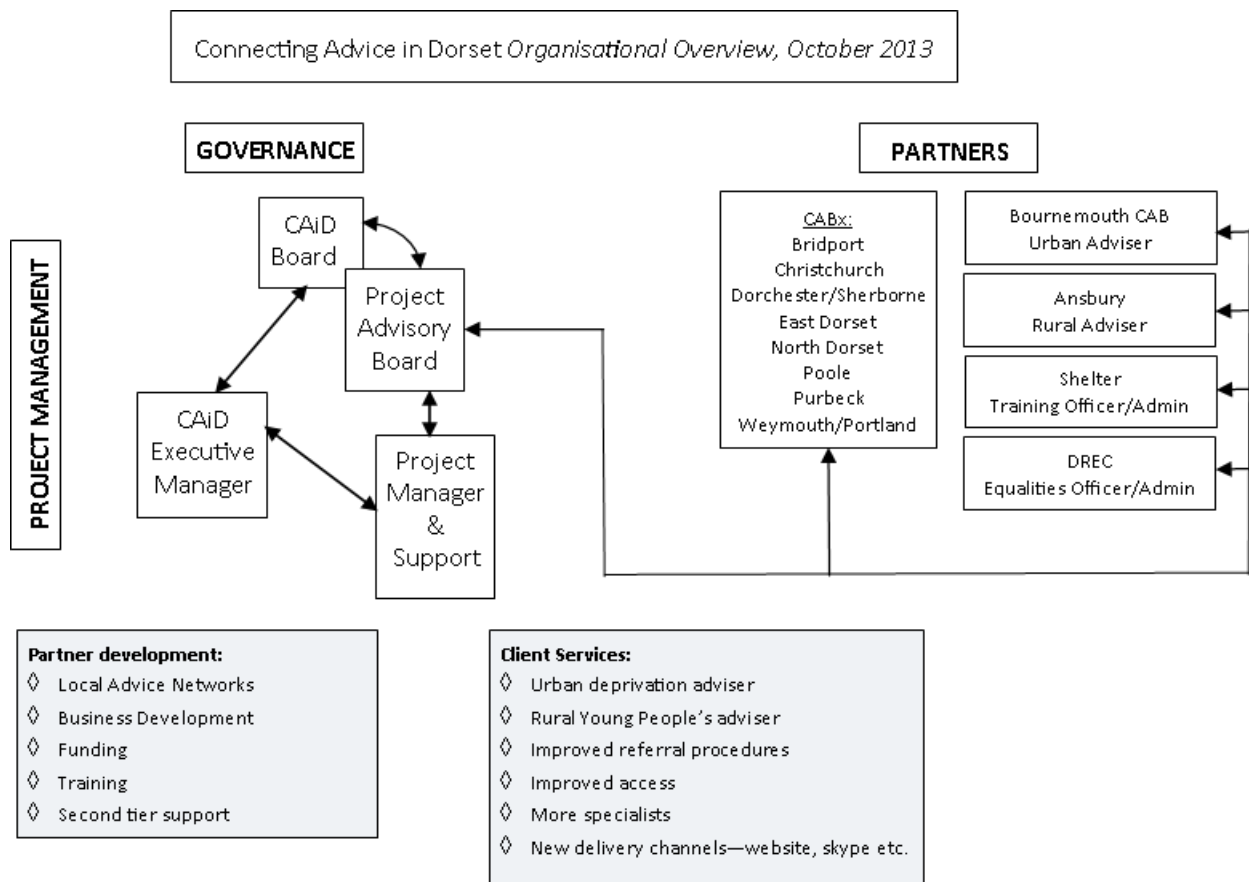 Connecting Advice in Dorset Organisational Overview, October 2013
GOVERNANCE
PARTNERS
PROJECT MANAGEMENT
CAiD
Board
Project
Advisory
Board
CAiD
Executive
Manager
Project
Manager
&
Support
CABx:
Bridport
Christchurch
Dorchester/Sherborne
East Dorset
North Dorset
Poole
Purbeck
Weymouth/Portland
Bournemouth CAB
Urban Adviser
Ansbury
Rural Adviser
Shelter
Training Officer/Admin
DREC
Equalities Officer/Admin
Partner development:
◊ Local Advice Networks
◊ Business Development
◊ Funding
◊ Training
◊ Second tier support
Client Services:
◊ Urban deprivation adviser
◊ Rural Young People’s adviser
◊ Improved referral procedures
◊ Improved access
◊ More specialists
◊ New delivery channels—website, skype etc.